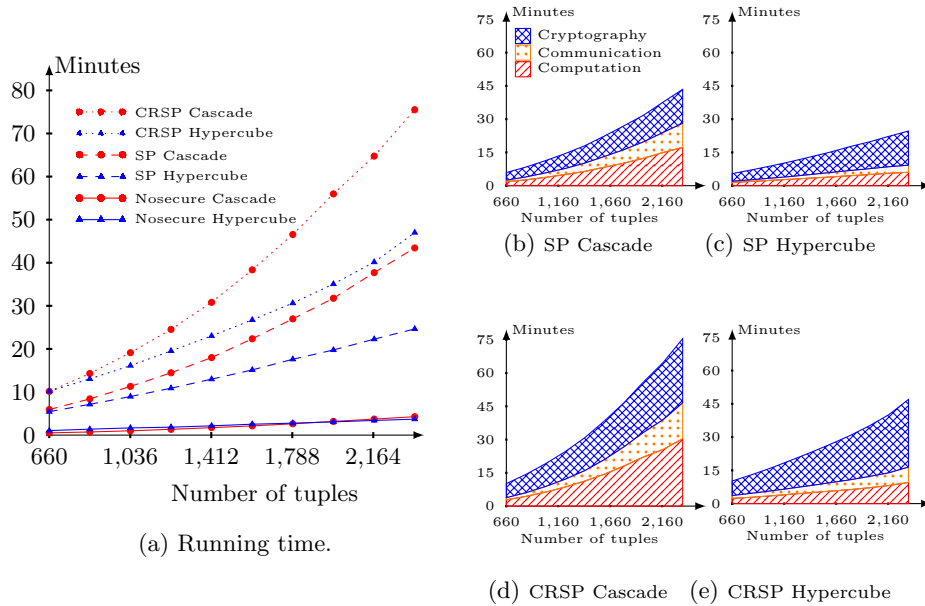 Minutes
80
70
60
50
40
30
20
10
0
660
1,036
1,412
1,788
2,164
Number of tuples
CRSP Cascade
CRSP Hypercube
SP Cascade
SP Hypercube
Nosecure Cascade
Nosecure Hypercube
(a) Running time.
Minutes
75
60
45
30
15
0
660
1,160
1,660
2,160
Number of tuples
Cryptography
Communication
Computation
(b) SP Cascade
Minutes
75
60
45
30
15
0
660
1,160
1,660
2,160
Number of tuples
(c) SP Hypercube
Minutes
75
60
45
30
15
0
660
1,160
1,660
2,160
Number of tuples
(d) CRSP Cascade
Minutes
75
60
45
30
15
0
660
1,160
1,660
2,160
Number of tuples
(e) CRSP Hypercube